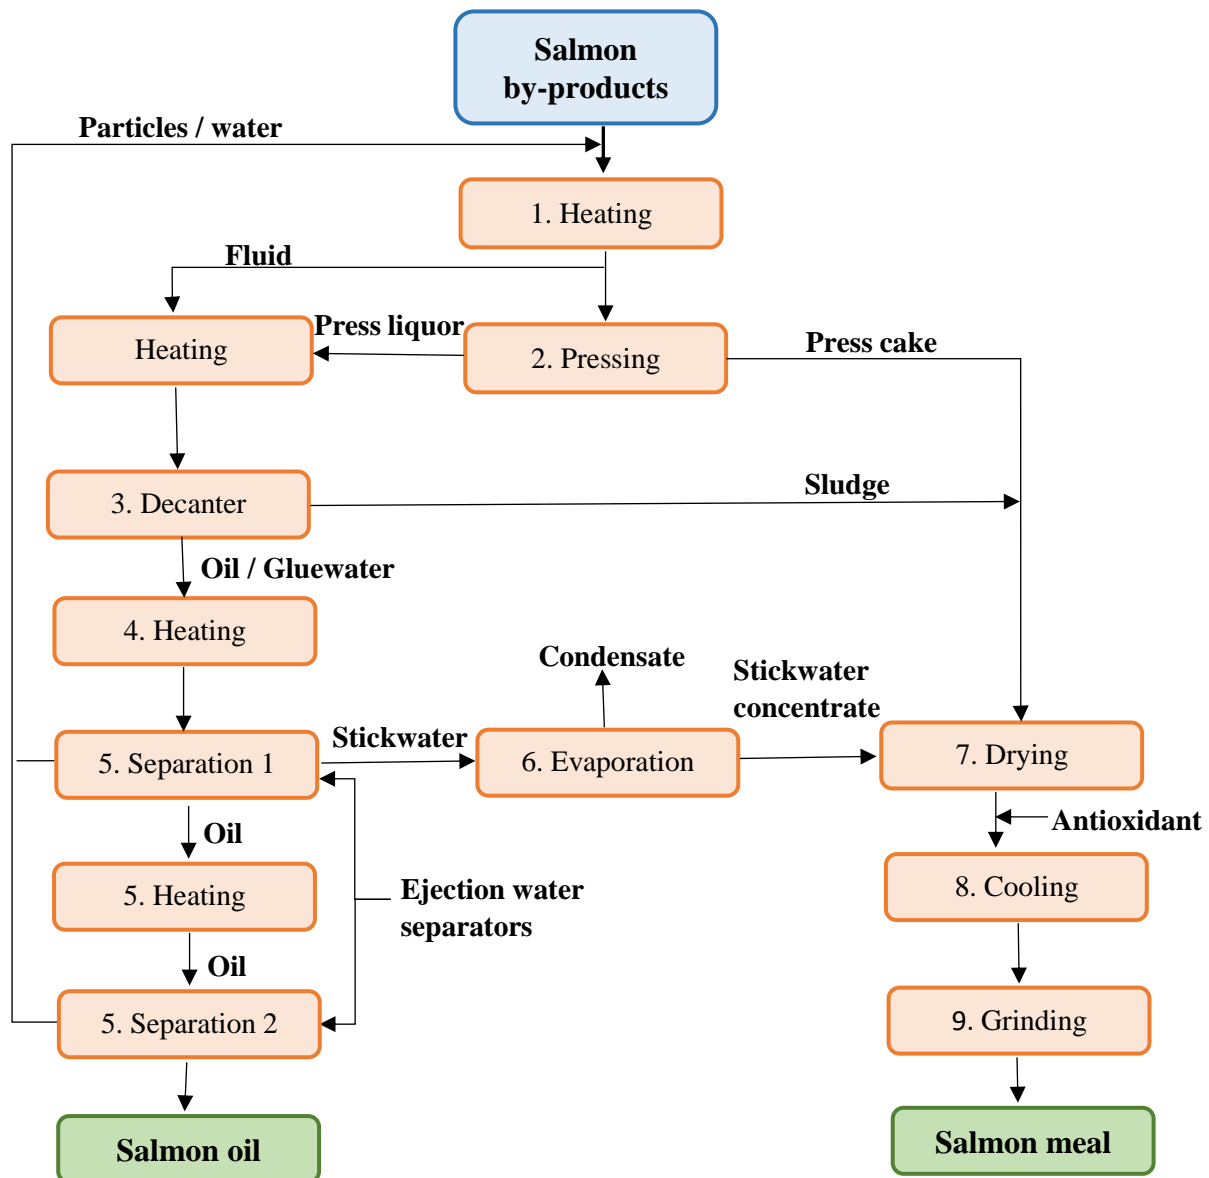 Salmon
by-products
Particles / water
1. Heating
Fluid
Heating
Press liquor
2. Pressing
Press cake
3. Decanter
Sludge
Oil / Gluewater
4. Heating
Condensate
Stickwater
concentrate
5. Separation 1
Stickwater
6. Evaporation
7. Drying
Oil
Antioxidant
5. Heating
Ejection water
separators
8. Cooling
Oil
5. Separation 2
9. Grinding
Salmon oil
Salmon meal